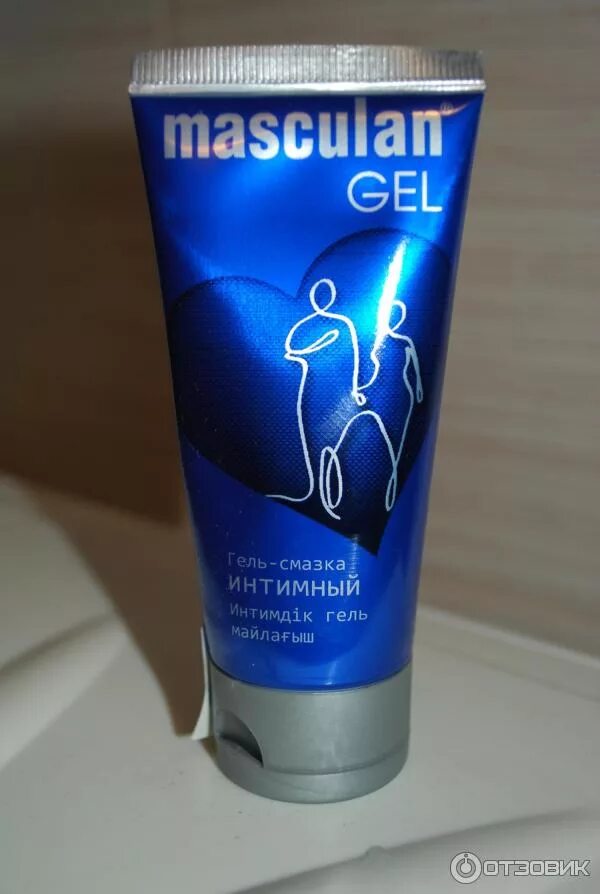 masculan®
GEL
Гель-смазка
ИНТИМНЫЙ
Интимдік гель
майлағыш
ОТЗОВИК